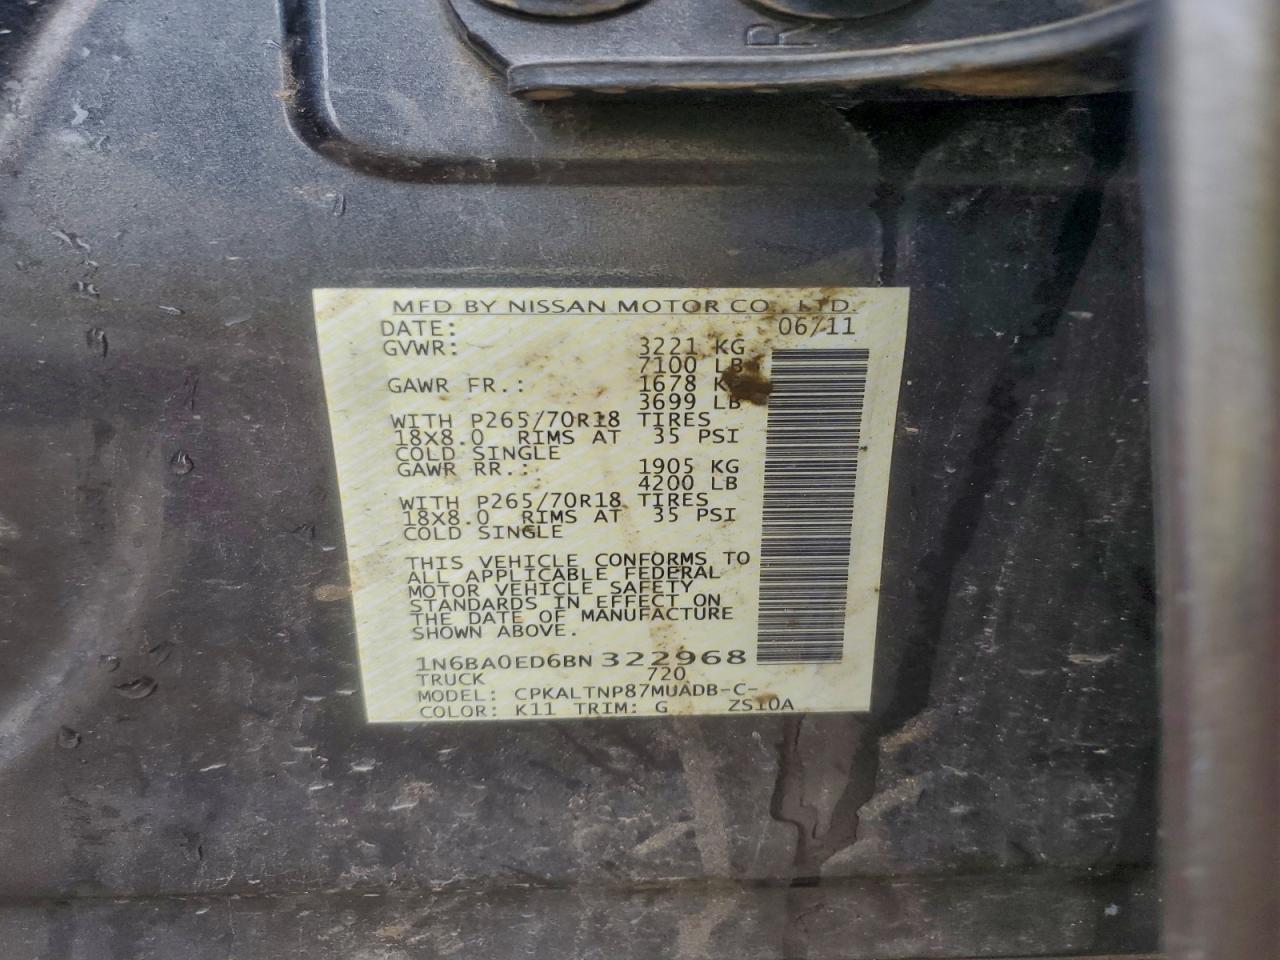 R
MFD BY NISSAN MOTOR CO., LTD.
DATE: 06/11
GVWR: 3221 KG
7100 LB
GAWR FR.: 1678 KG
3699 LB
WITH P265/70R18 TIRES
18X8.0 RIMS AT 35 PSI
COLD SINGLE
GAWR RR.: 1905 KG
4200 LB
WITH P265/70R18 TIRES
18X8.0 RIMS AT 35 PSI
COLD SINGLE
THIS VEHICLE CONFORMS TO
ALL APPLICABLE FEDERAL
MOTOR VEHICLE SAFETY
STANDARDS IN EFFECT ON
THE DATE OF MANUFACTURE
SHOWN ABOVE.
1N6BA0ED6BN322968
TRUCK 720
MODEL: CPKALTNP87MUADB-C-
COLOR: K11 TRIM: G ZS10A